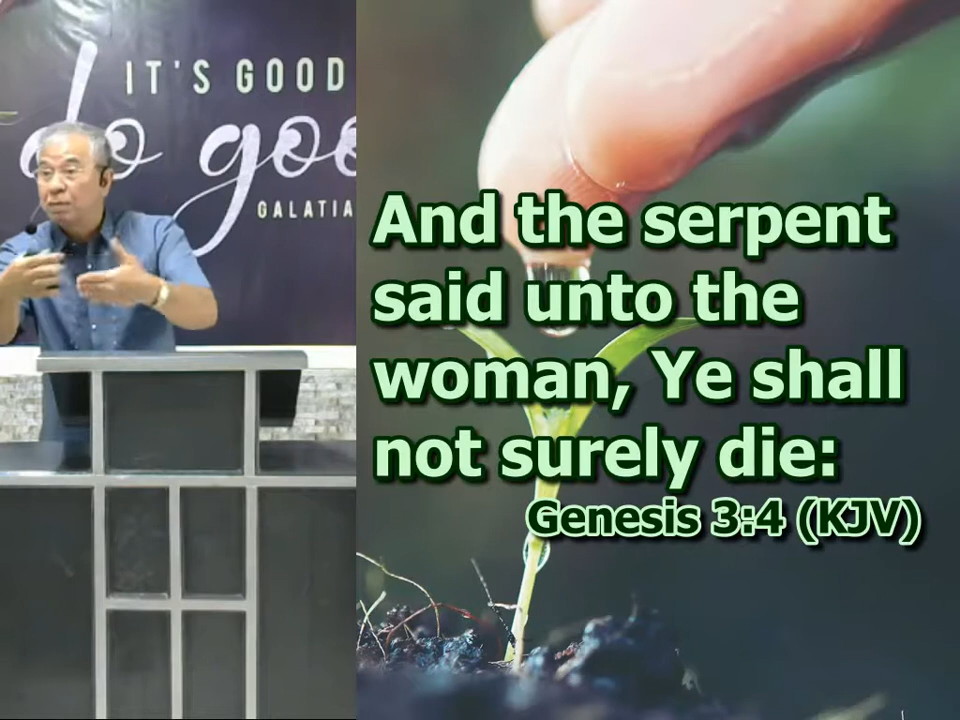 IT'S GOOD
do goo
GALATIA
And the serpent
said unto the
woman, Ye shall
not surely die:
Genesis 3:4 (KJV)